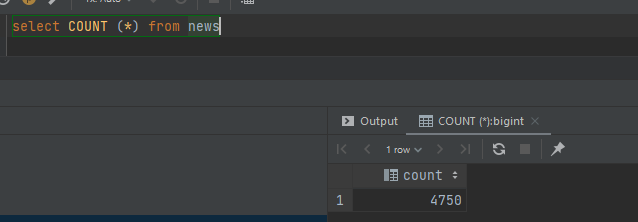 select COUNT (*) from news
Output
COUNT (*):bigint
1 row
count
1 4750